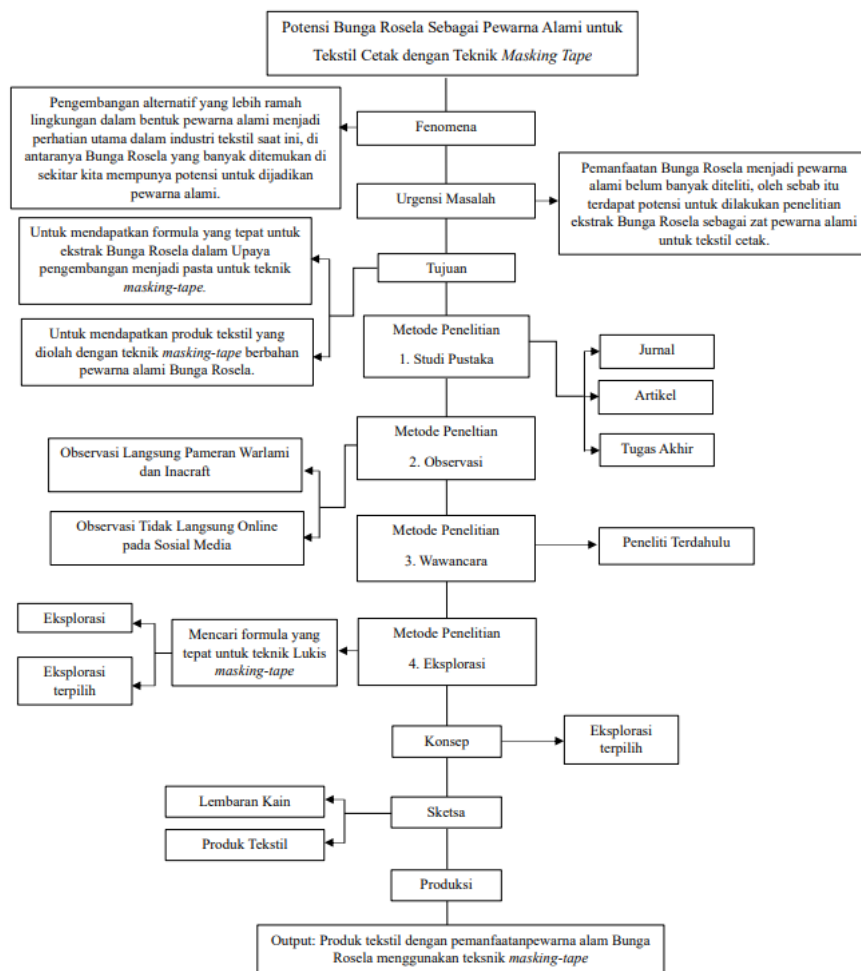 Potensi Bunga Rosela Sebagai Pewarna Alami untuk
Tekstil Cetak dengan Teknik Masking Tape
Pengembangan alternatif yang lebih ramah
lingkungan dalam bentuk pewarna alami menjadi
perhatian utama dalam industri tekstil saat ini, di
antaranya Bunga Rosela yang banyak ditemukan di
sekitar kita mempunya potensi untuk dijadikan
pewarna alami.
Fenomena
Urgensi Masalah
Pemanfaatan Bunga Rosela menjadi pewarna
alami belum banyak diteliti, oleh sebab itu
terdapat potensi untuk dilakukan penelitian
ekstrak Bunga Rosela sebagai zat pewarna alami
untuk tekstil cetak.
Tujuan
Untuk mendapatkan formula yang tepat untuk
ekstrak Bunga Rosela dalam Upaya
pengembangan menjadi pasta untuk teknik
masking-tape.
Untuk mendapatkan produk tekstil yang
diolah dengan teknik masking-tape berbahan
pewarna alami Bunga Rosela.
Metode Penelitian
1. Studi Pustaka
Jurnal
Artikel
Tugas Akhir
Metode Peneltian
2. Observasi
Observasi Langsung Pameran Warlami
dan Inacraft
Observasi Tidak Langsung Online
pada Sosial Media
Metode Penelitian
3. Wawancara
Peneliti Terdahulu
Metode Penelitian
4. Eksplorasi
Mencari formula yang
tepat untuk teknik Lukis
masking-tape
Eksplorasi
Eksplorasi
terpilih
Konsep
Eksplorasi
terpilih
Sketsa
Lembaran Kain
Produk Tekstil
Produksi
Output: Produk tekstil dengan pemanfaatanpewarna alam Bunga
Rosela menggunakan teksnik masking-tape